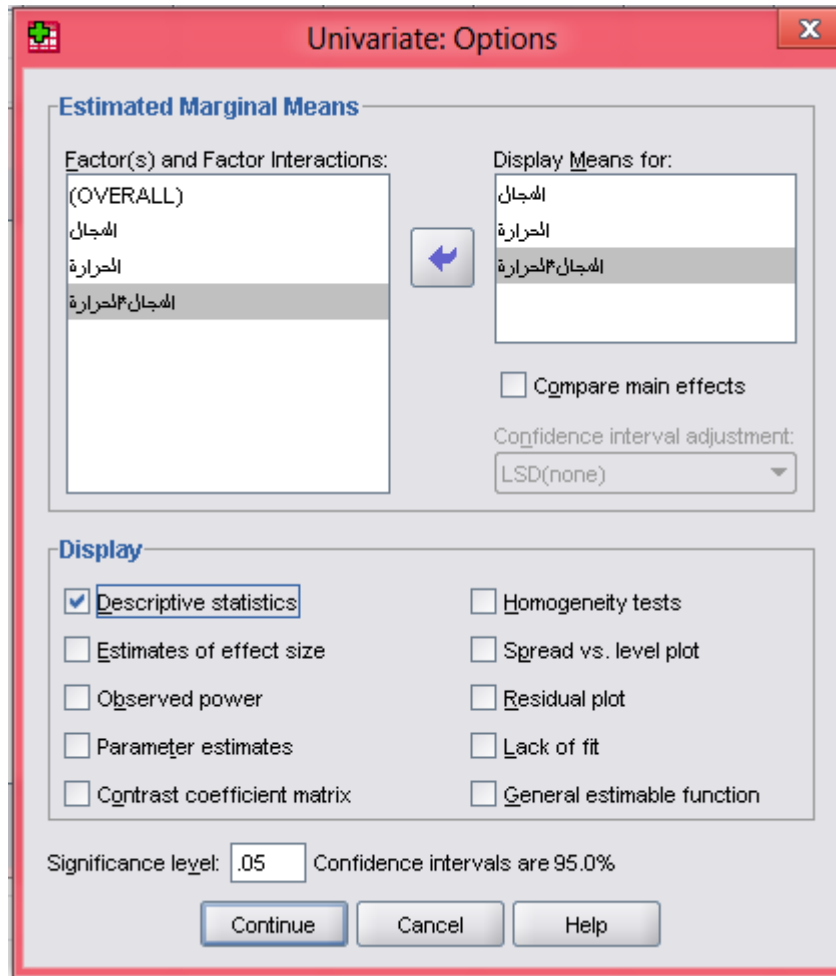 Univariate: Options
Estimated Marginal Means
Factor(s) and Factor Interactions:
(OVERALL)
المجال
الحرارة
المجال*الحرارة
Display Means for:
المجال
الحرارة
المجال*الحرارة
Compare main effects
Confidence interval adjustment:
LSD(none)
Display
Descriptive statistics
Homogeneity tests
Estimates of effect size
Spread vs. level plot
Observed power
Residual plot
Parameter estimates
Lack of fit
Contrast coefficient matrix
General estimable function
Significance level: .05 Confidence intervals are 95.0%
Continue Cancel Help